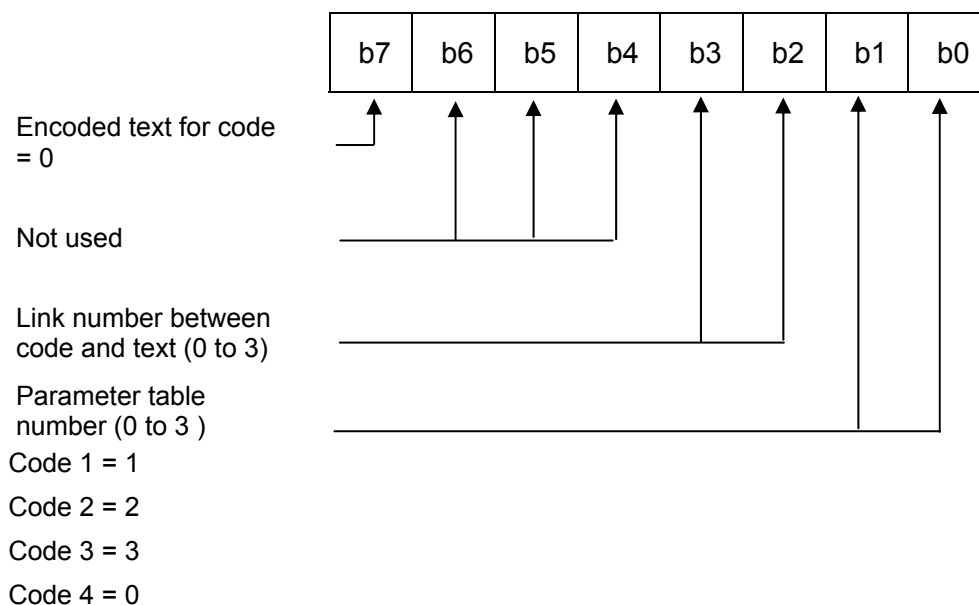 b7 b6 b5 b4 b3 b2 b1 b0
Encoded text for code
= 0
Not used
Link number between
code and text (0 to 3)
Parameter table
number (0 to 3 )
Code 1 = 1
Code 2 = 2
Code 3 = 3
Code 4 = 0